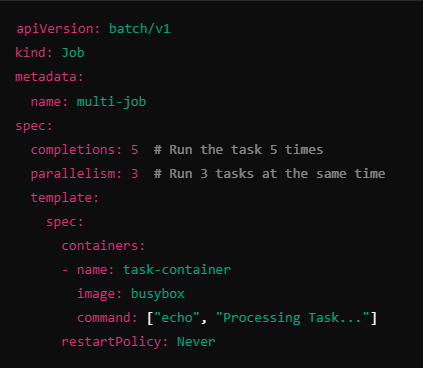 apiVersion: batch/v1
kind: Job
metadata:
  name: multi-job
spec:
  completions: 5  # Run the task 5 times
  parallelism: 3  # Run 3 tasks at the same time
  template:
    spec:
      containers:
      - name: task-container
        image: busybox
        command: ["echo", "Processing Task..."]
      restartPolicy: Never